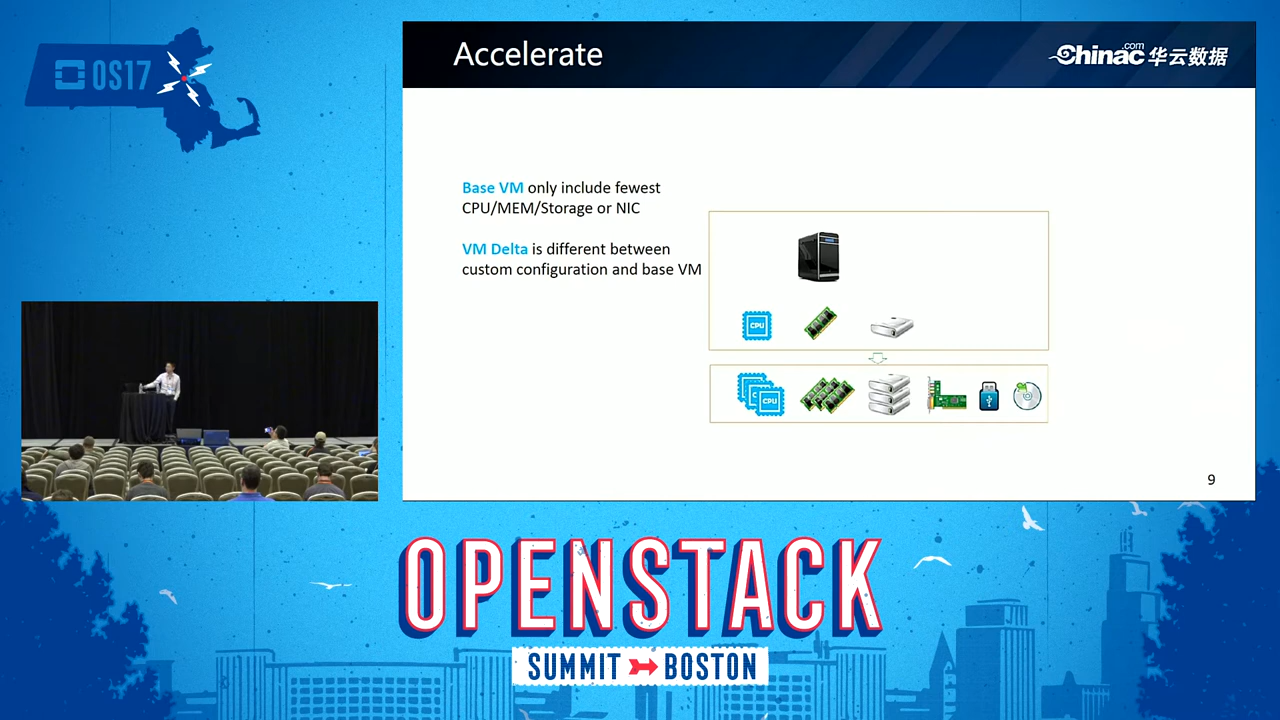 OS17
Accelerate
Chinac.com 华云数据
Base VM only include fewest
CPU/MEM/Storage or NIC
VM Delta is different between
custom configuration and base VM
CPU
CPU
9
OPENSTACK
SUMMIT BOSTON